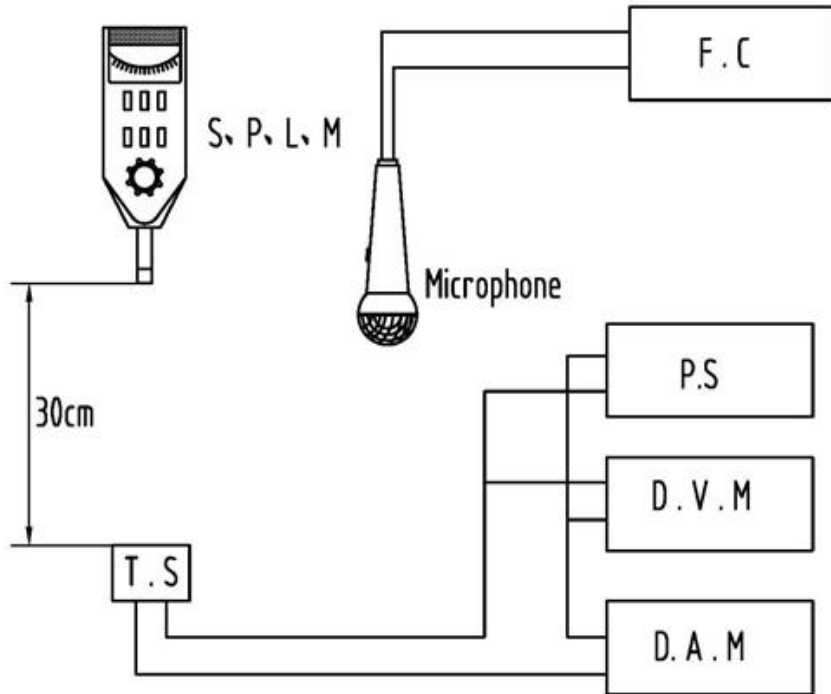 F.C
S、P、L、M
Microphone
P.S
30cm
D.V.M
T.S
D.A.M